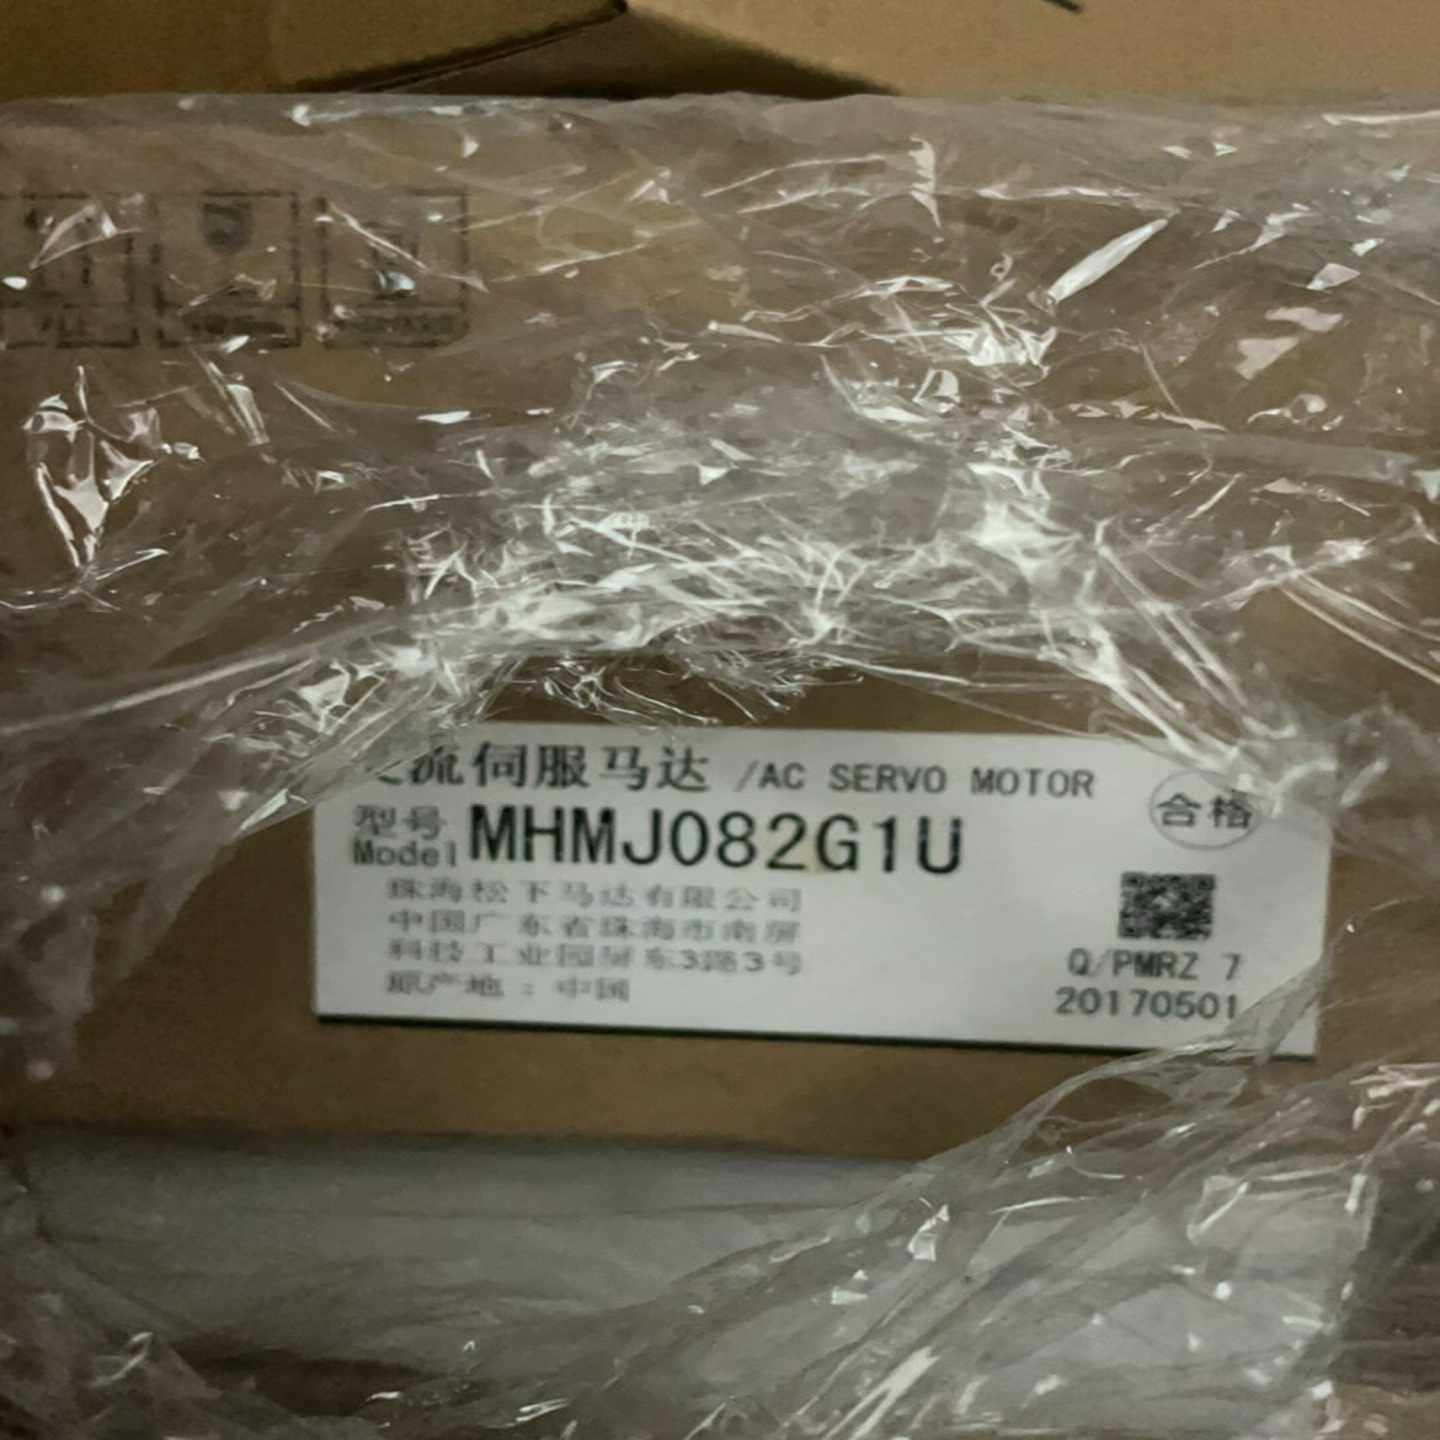 流伺服马达 /AC SERVO MOTOR
合格
型号
Model MHMJ082G1U
珠海松下马达有限公司
中国广东省珠海市南屏
科技工业园屏东3路3号
原产地：中国
Q/PMRZ 7
20170501